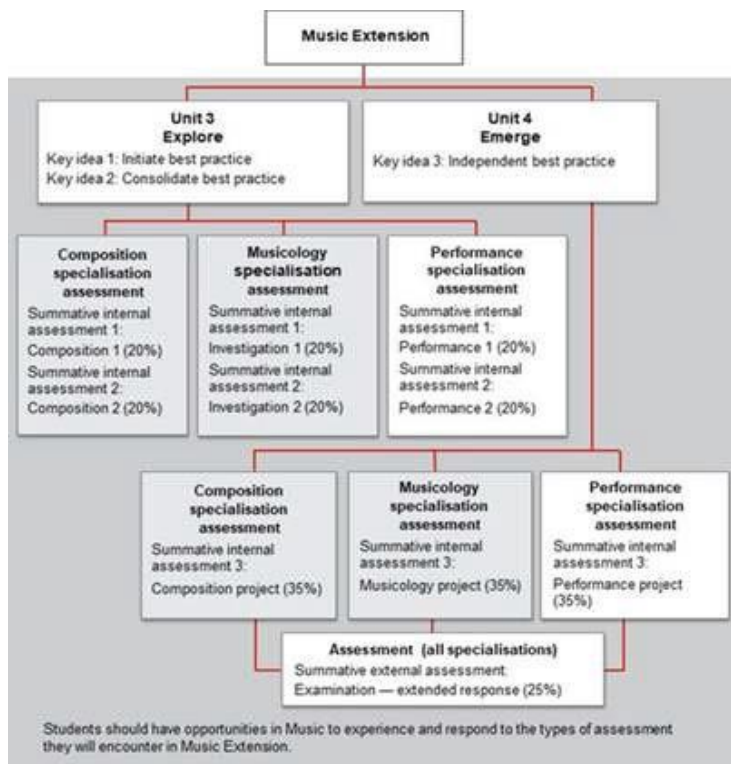 Music Extension
Unit 3
Explore
Key idea 1: Initiate best practice
Key idea 2: Consolidate best practice
Unit 4
Emerge
Key idea 3: Independent best practice
Composition
specialisation
assessment
Summative internal
assessment 1:
Composition 1 (20%)
Summative internal
assessment 2:
Composition 2 (20%)
Musicology
specialisation
assessment
Summative internal
assessment 1:
Investigation 1 (20%)
Summative internal
assessment 2:
Investigation 2 (20%)
Performance
specialisation
assessment
Summative internal
assessment 1:
Performance 1 (20%)
Summative internal
assessment 2:
Performance 2 (20%)
Composition
specialisation
assessment
Summative internal
assessment 3:
Composition project (35%)
Musicology
specialisation
assessment
Summative internal
assessment 3:
Musicology project (35%)
Performance
specialisation
assessment
Summative internal
assessment 3:
Performance project
(35%)
Assessment (all specialisations)
Summative external assessment:
Examination — extended response (25%)
Students should have opportunities in Music to experience and respond to the types of assessment
they will encounter in Music Extension.